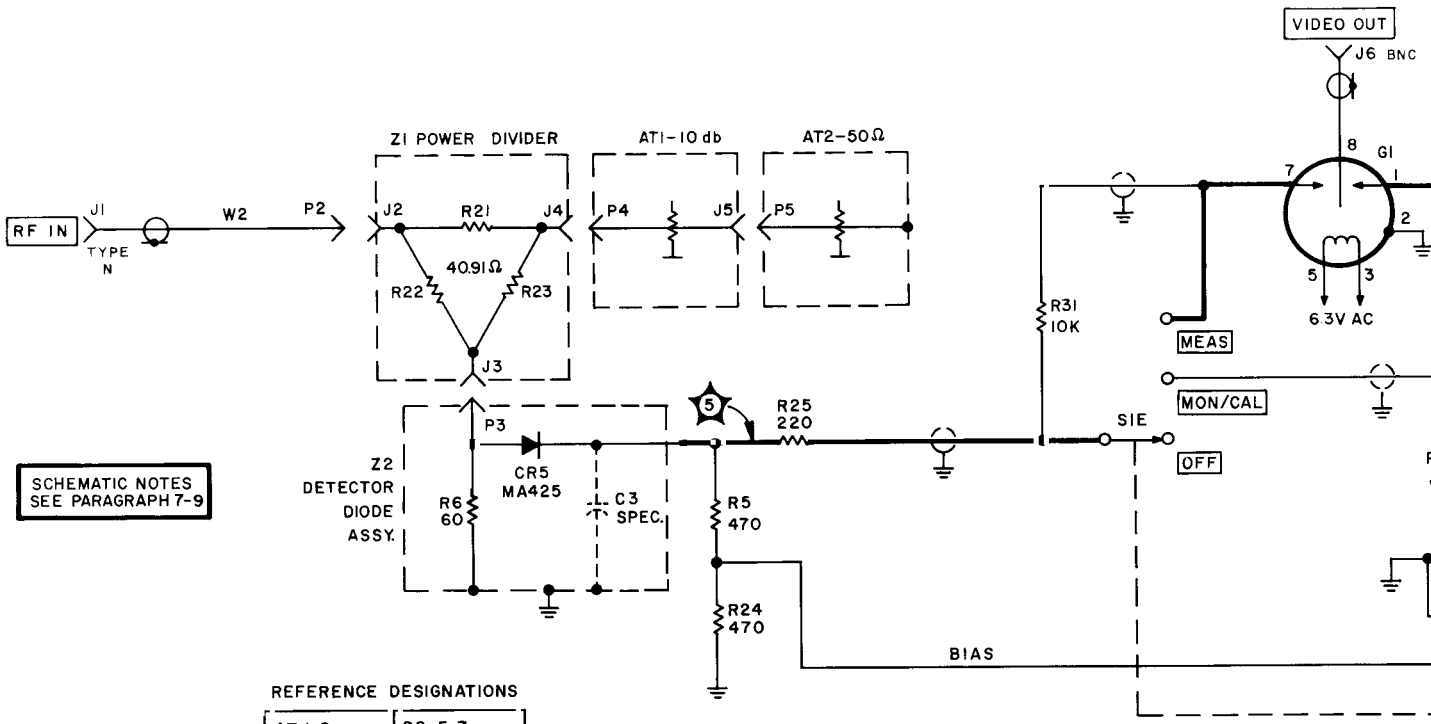 VIDEO OUT
J6 BNC
Z1 POWER DIVIDER
AT1-10 db
AT2-50Ω
8
G1
7
1
RF IN
J1
TYPE
N
W2
P2
J2
R21
J4
P4
J5
P5
2
40.91Ω
R22
R23
5
3
6.3V AC
R31
10K
MEAS
J3
MON/CAL
P3
5
R25
220
S1E
OFF
SCHEMATIC NOTES
SEE PARAGRAPH 7-9
Z2
DETECTOR
DIODE
ASSY.
CR5
MA425
R6
60
C3
SPEC.
R5
470
R24
470
BIAS
REFERENCE DESIGNATIONS